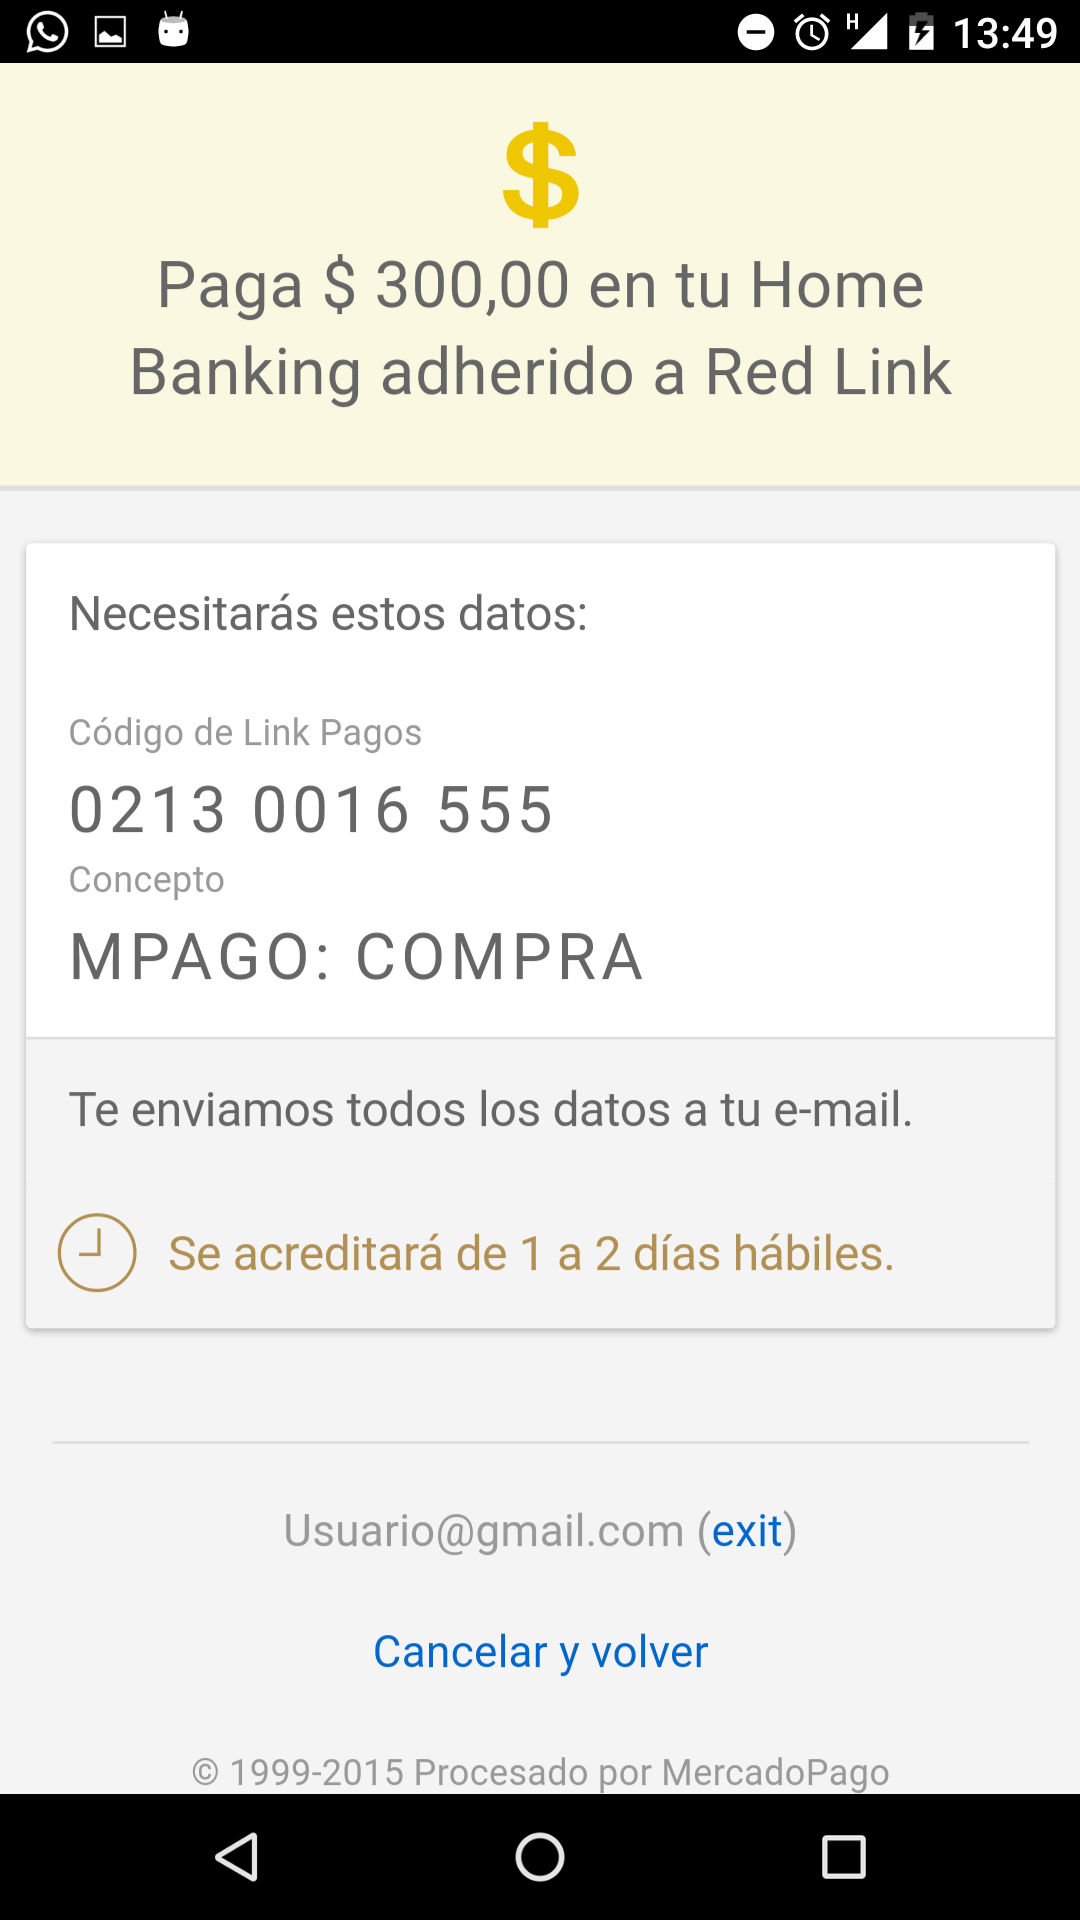 H 13:49
$
Paga $ 300,00 en tu Home
Banking adherido a Red Link
Necesitarás estos datos:
Código de Link Pagos
0213 0016 555
Concepto
MPAGO: COMPRA
Te enviamos todos los datos a tu e-mail.
Se acreditará de 1 a 2 días hábiles.
Usuario@gmail.com (exit)
Cancelar y volver
© 1999-2015 Procesado por MercadoPago